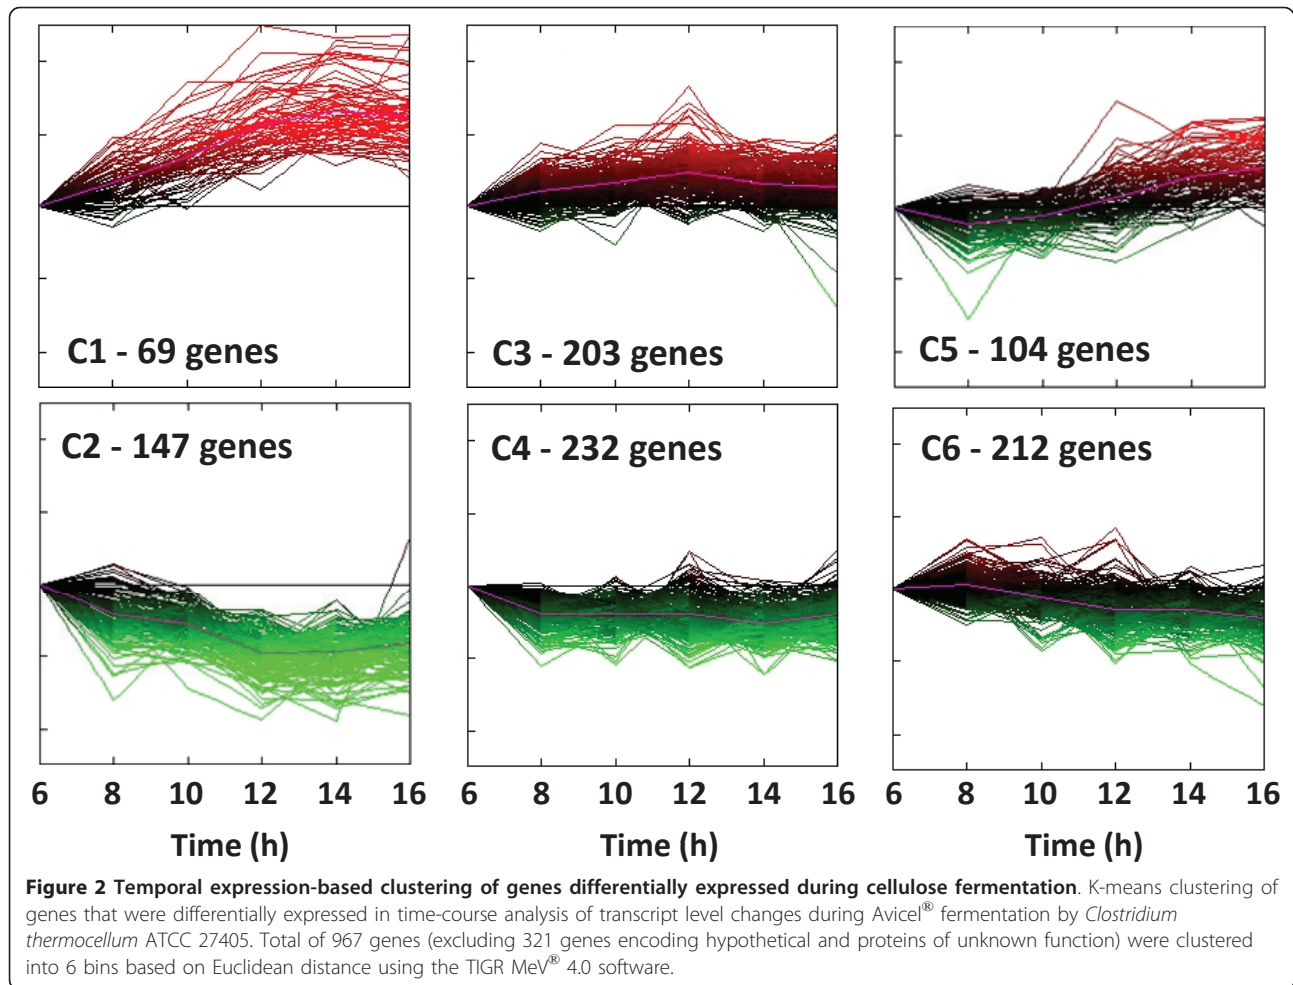 C1 - 69 genes
C3 - 203 genes
C5 - 104 genes
C2 - 147 genes
C4 - 232 genes
C6 - 212 genes
6 8 10 12 14 16
6 8 10 12 14 16
6 8 10 12 14 16
Time (h)
Time (h)
Time (h)
Figure 2 Temporal expression-based clustering of genes differentially expressed during cellulose fermentation. K-means clustering of
genes that were differentially expressed in time-course analysis of transcript level changes during Avicel® fermentation by Clostridium
thermocellum ATCC 27405. Total of 967 genes (excluding 321 genes encoding hypothetical and proteins of unknown function) were clustered
into 6 bins based on Euclidean distance using the TIGR MeV® 4.0 software.